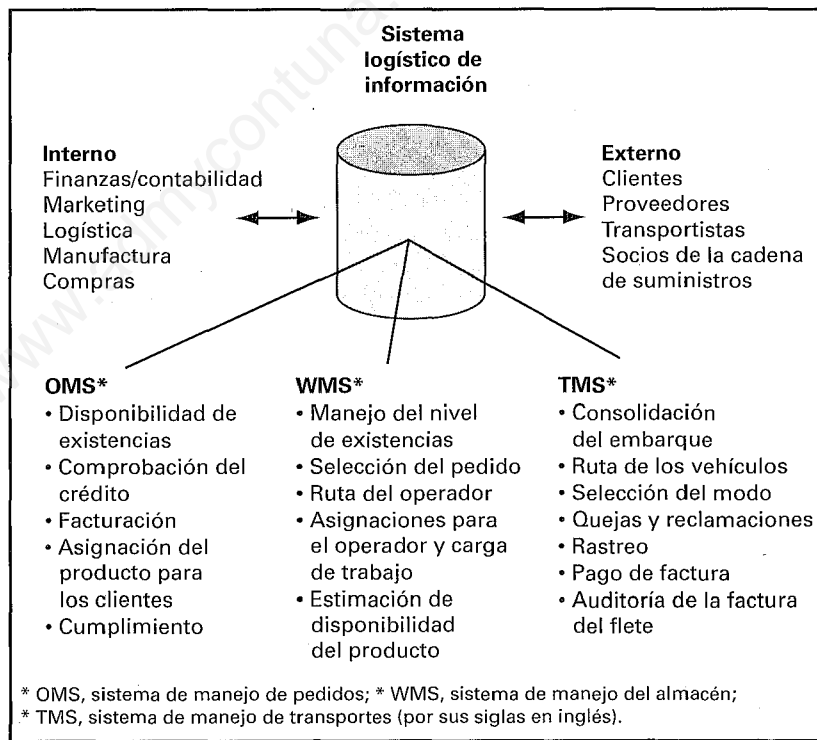 Sistema
logístico de
información
Interno
Finanzas/contabilidad
Marketing
Logística
Manufactura
Compras
Externo
Clientes
Proveedores
Transportistas
Socios de la cadena
de suministros
OMS*
• Disponibilidad de
existencias
• Comprobación del
crédito
• Facturación
• Asignación del
producto para
los clientes
• Cumplimiento
WMS*
• Manejo del nivel
de existencias
• Selección del pedido
• Ruta del operador
• Asignaciones para
el operador y carga
de trabajo
• Estimación de
disponibilidad
del producto
TMS*
• Consolidación
del embarque
• Ruta de los vehículos
• Selección del modo
• Quejas y reclamaciones
• Rastreo
• Pago de factura
• Auditoría de la factura
del flete
* OMS, sistema de manejo de pedidos; * WMS, sistema de manejo del almacén;
* TMS, sistema de manejo de transportes (por sus siglas en inglés).